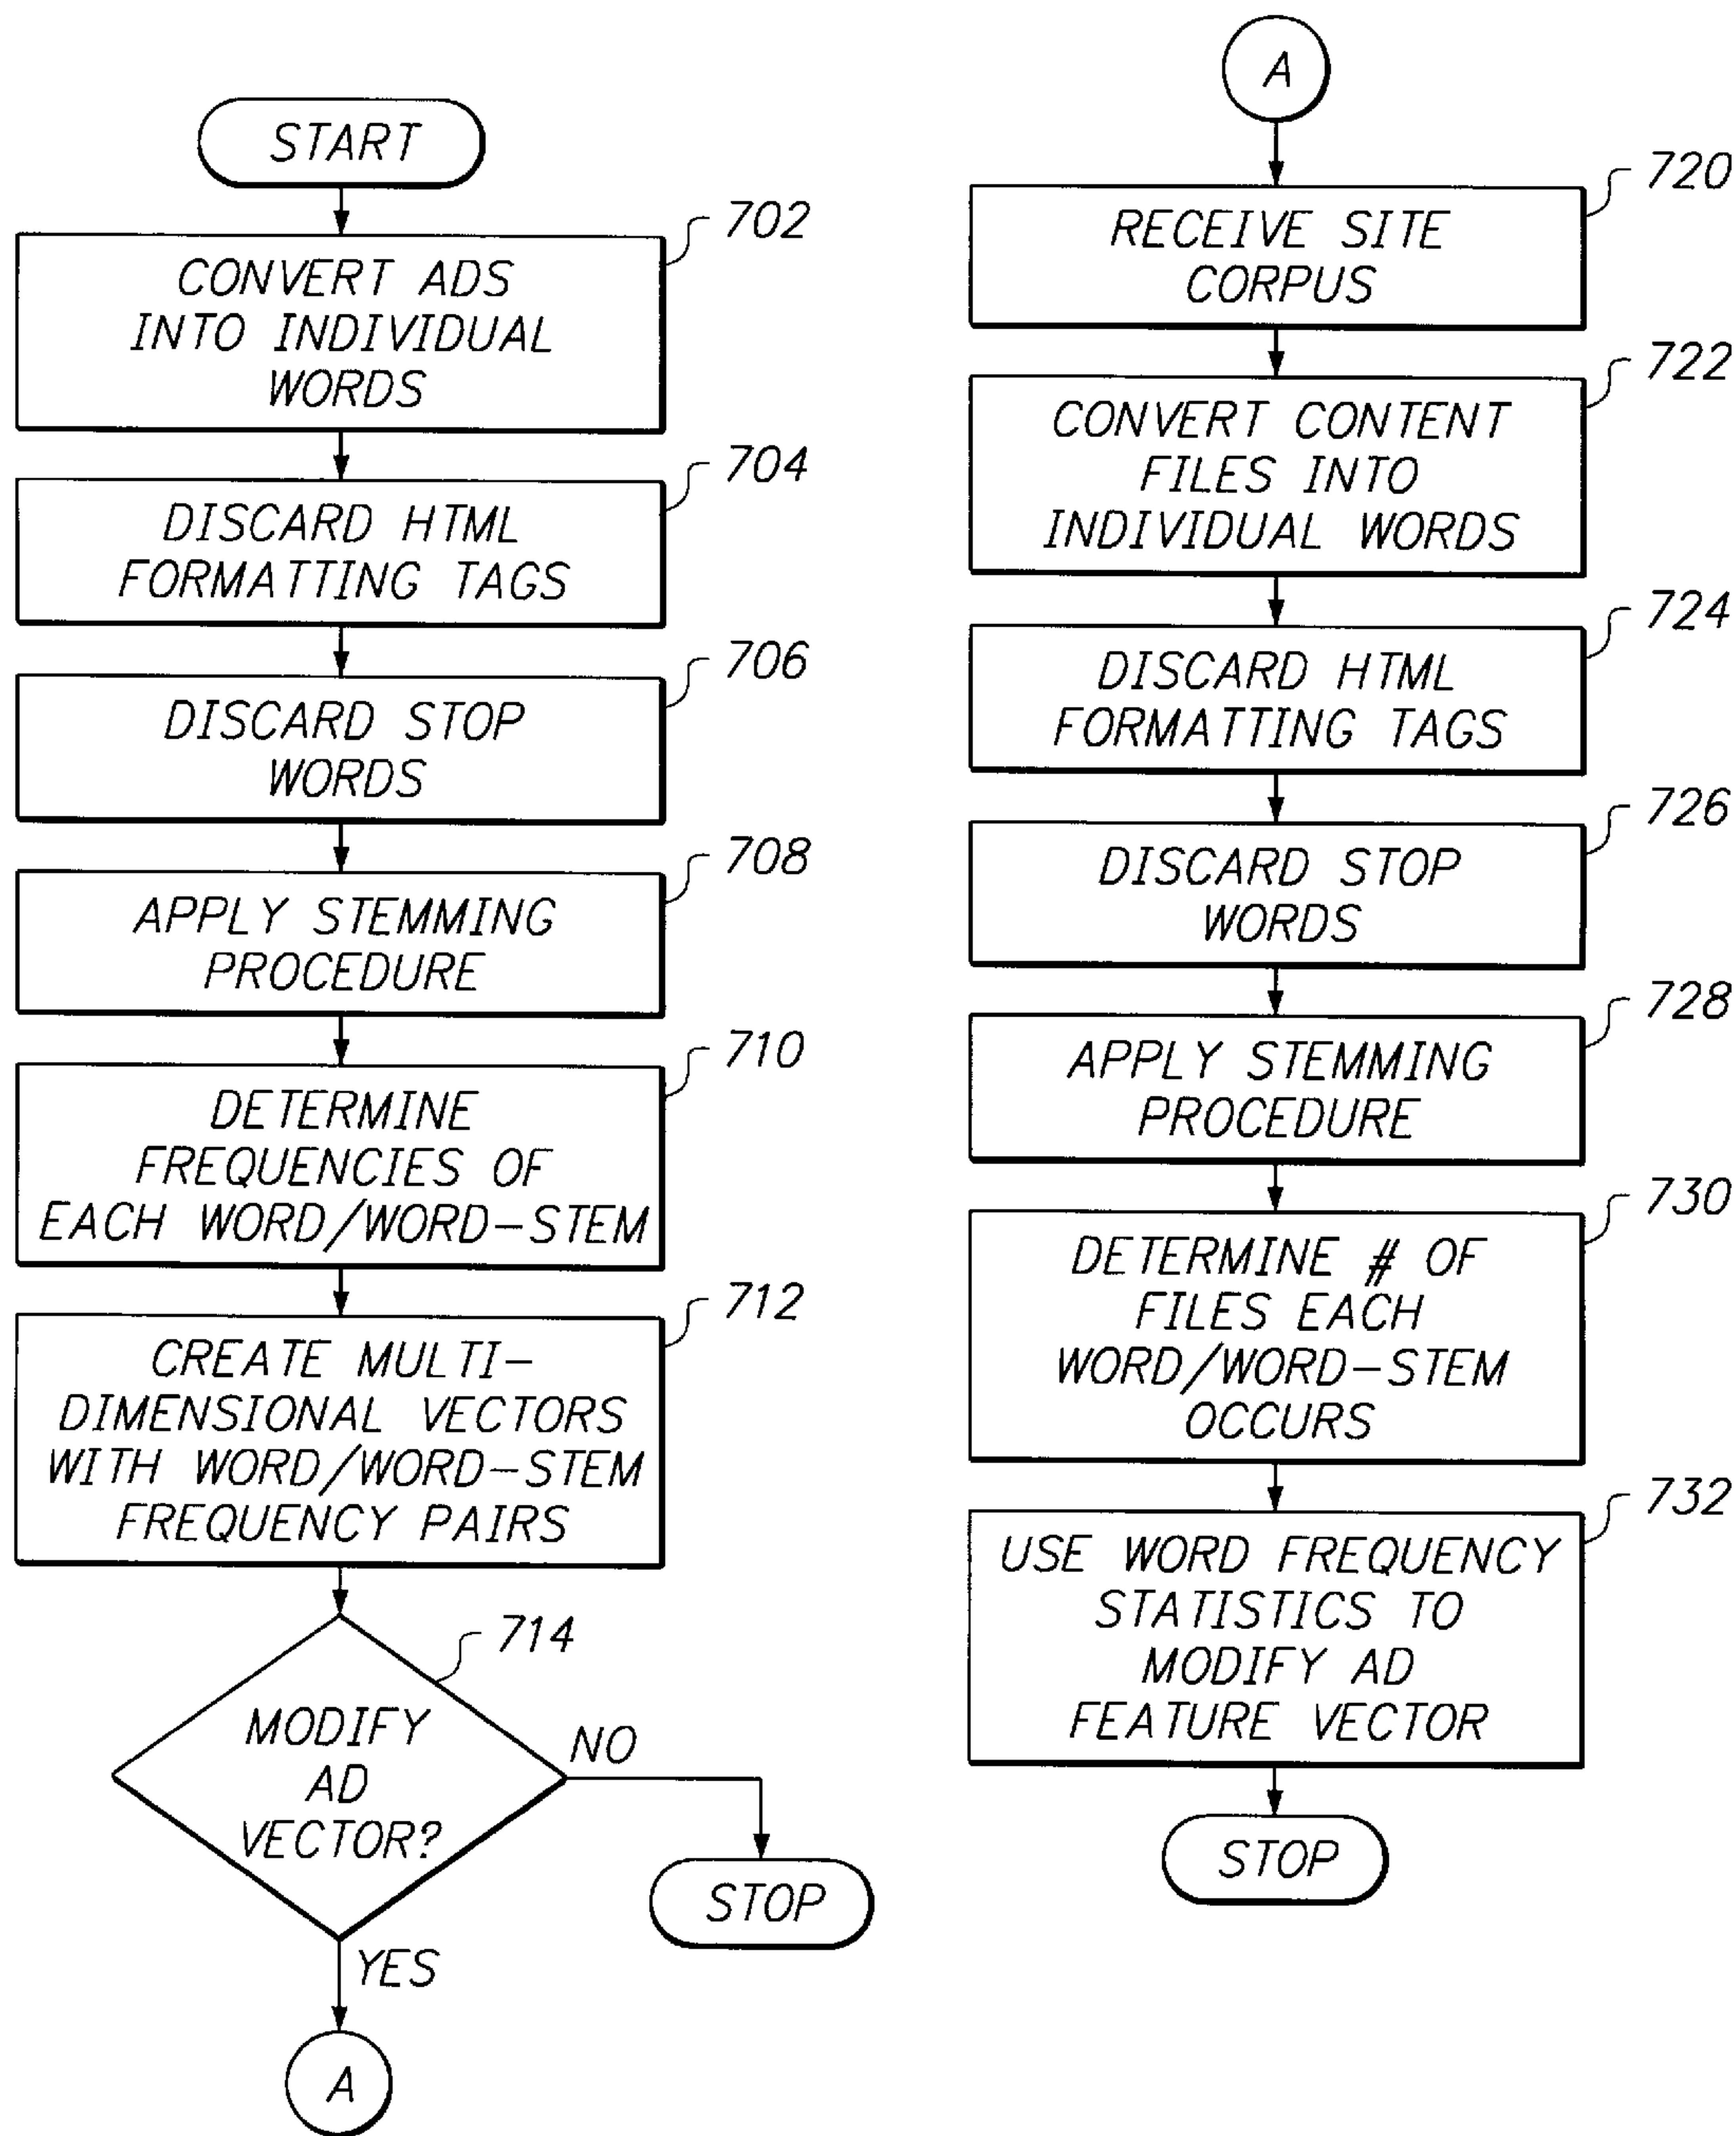 START
702
CONVERT ADS
INTO INDIVIDUAL
WORDS
704
DISCARD HTML
FORMATTING TAGS
706
DISCARD STOP
WORDS
708
APPLY STEMMING
PROCEDURE
710
DETERMINE
FREQUENCIES OF
EACH WORD/WORD-STEM
712
CREATE MULTI-
DIMENSIONAL VECTORS
WITH WORD/WORD-STEM
FREQUENCY PAIRS
714
MODIFY
AD
VECTOR?
NO
STOP
YES
A
A
720
RECEIVE SITE
CORPUS
722
CONVERT CONTENT
FILES INTO
INDIVIDUAL WORDS
724
DISCARD HTML
FORMATTING TAGS
726
DISCARD STOP
WORDS
728
APPLY STEMMING
PROCEDURE
730
DETERMINE # OF
FILES EACH
WORD/WORD-STEM
OCCURS
732
USE WORD FREQUENCY
STATISTICS TO
MODIFY AD
FEATURE VECTOR
STOP